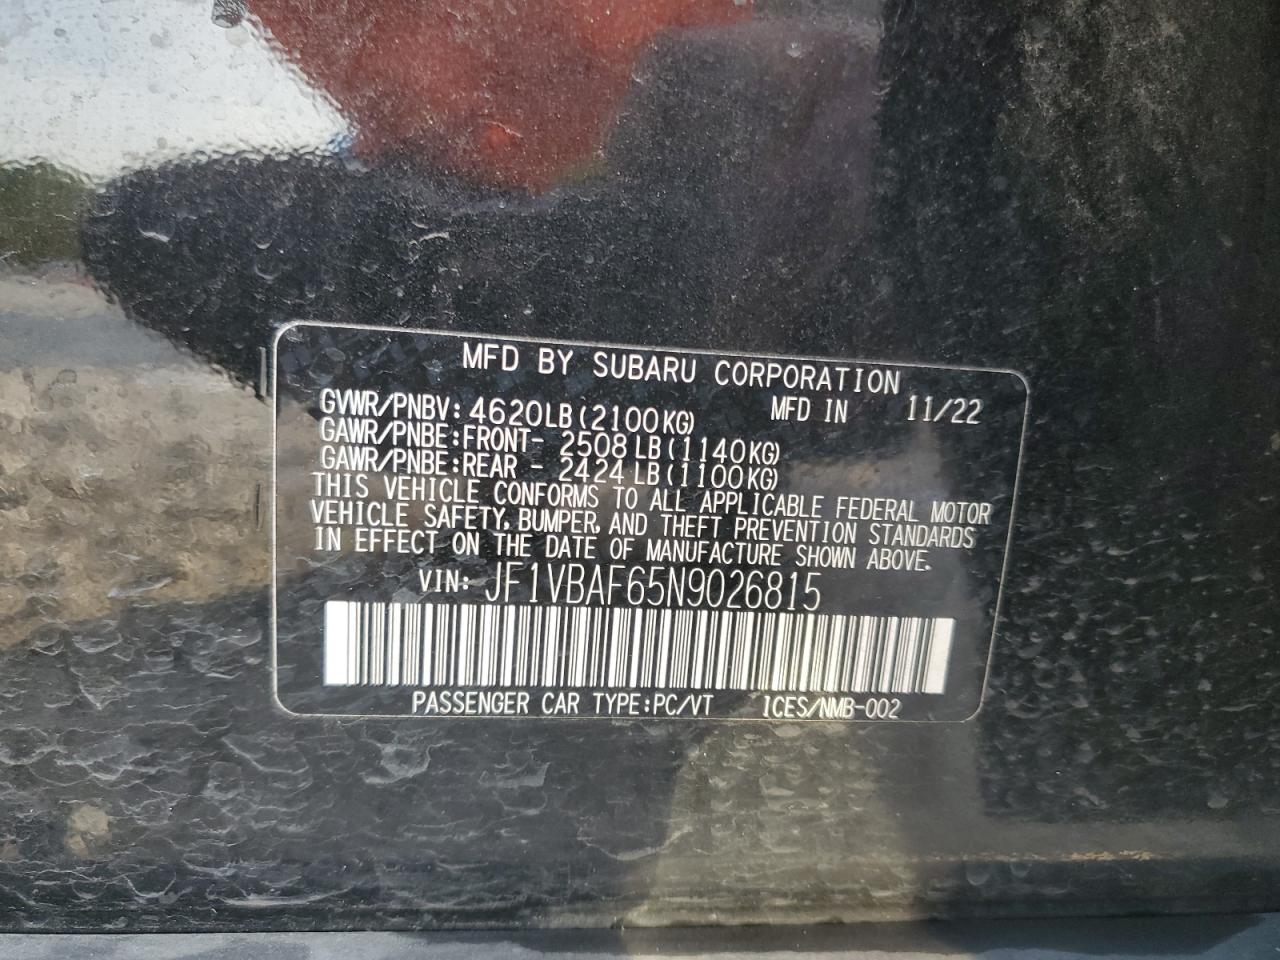 MFD BY SUBARU CORPORATION
GVWR/PNBV: 4620LB (2100KG) MFD IN 11/22
GAWR/PNBE:FRONT- 2508 LB (1140KG)
GAWR/PNBE:REAR - 2424 LB (1100KG)
THIS VEHICLE CONFORMS TO ALL APPLICABLE FEDERAL MOTOR
VEHICLE SAFETY, BUMPER, AND THEFT PREVENTION STANDARDS
IN EFFECT ON THE DATE OF MANUFACTURE SHOWN ABOVE.
VIN: JF1VBAF65N9026815
PASSENGER CAR TYPE:PC/VT ICES/NMB-002